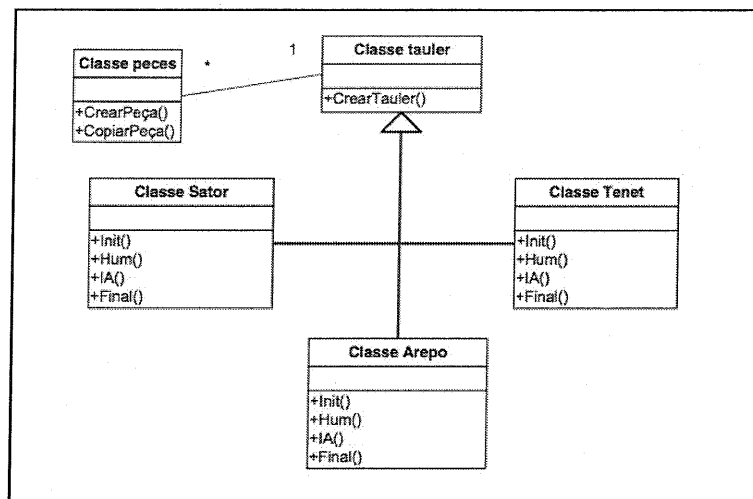 Classe peces
*
1
Classe tauler
+CrearPeça()
+CopiarPeça()
+CrearTauler()
Classe Sator
+Init()
+Hum()
+IA()
+Final()
Classe Tenet
+Init()
+Hum()
+IA()
+Final()
Classe Arepo
+Init()
+Hum()
+IA()
+Final()